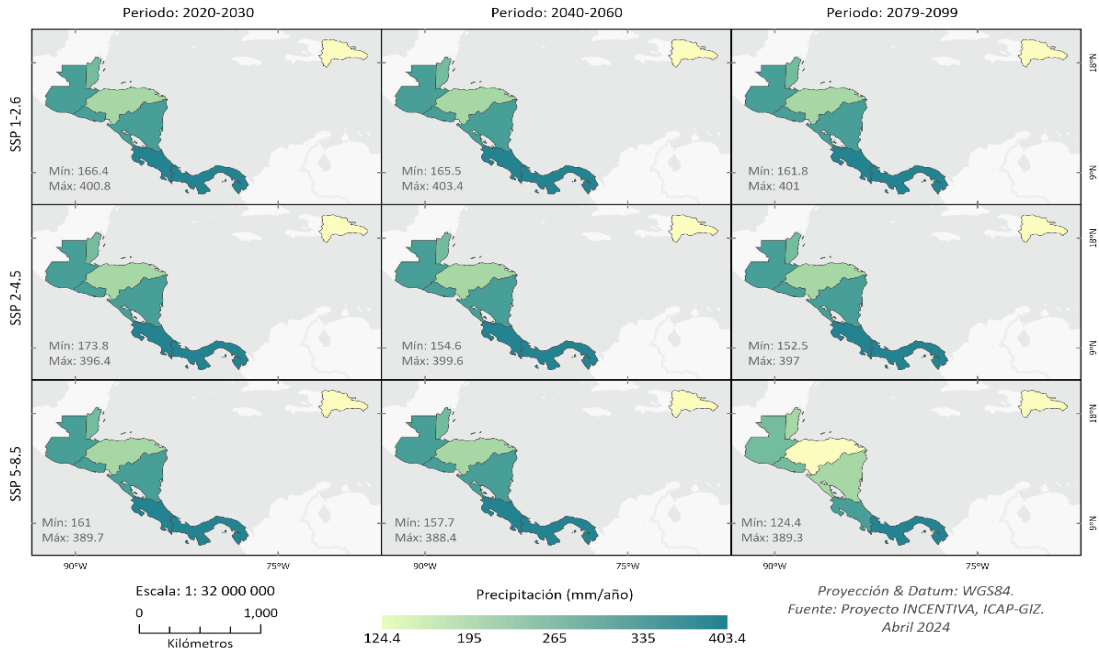 Periodo: 2020-2030
Periodo: 2040-2060
Periodo: 2079-2099
SSP 1-2.6
Mín: 166.4
Máx: 400.8
Mín: 165.5
Máx: 403.4
Mín: 161.8
Máx: 401
18°N
9°N
SSP 2-4.5
Mín: 173.8
Máx: 396.4
Mín: 154.6
Máx: 399.6
Mín: 152.5
Máx: 397
18°N
9°N
SSP 5-8.5
Mín: 161
Máx: 389.7
Mín: 157.7
Máx: 388.4
Mín: 124.4
Máx: 389.3
18°N
9°N
90°W
75°W
90°W
75°W
90°W
75°W
Escala: 1: 32 000 000
0
1,000
Kilómetros
Precipitación (mm/año)
124.4
195
265
335
403.4
Proyección & Datum: WGS84.
Fuente: Proyecto INCENTIVA, ICAP-GIZ.
Abril 2024